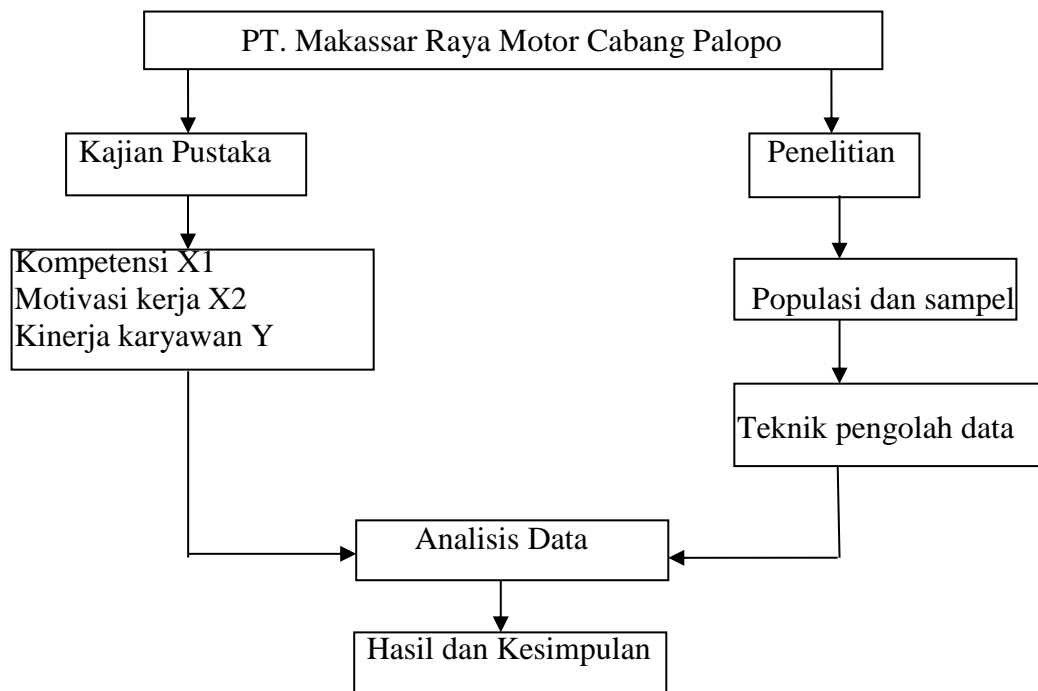 PT. Makassar Raya Motor Cabang Palopo
Kajian Pustaka
Penelitian
Kompetensi X1
Motivasi kerja X2
Kinerja karyawan Y
Populasi dan sampel
Teknik pengolah data
Analisis Data
Hasil dan Kesimpulan